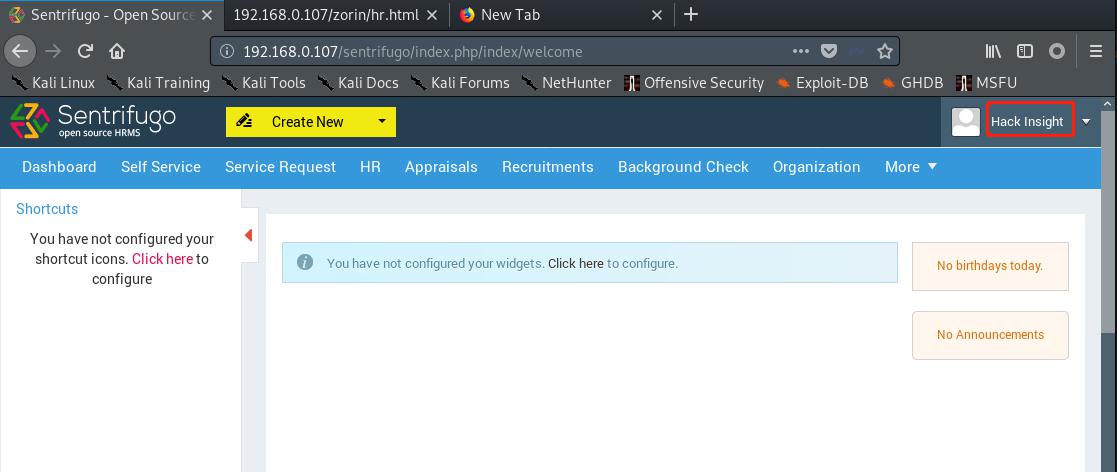 Sentrifugo - Open Source
192.168.0.107/zorin/hr.html
New Tab
192.168.0.107/sentrifugo/index.php/index/welcome
Kali Linux Kali Training Kali Tools Kali Docs Kali Forums NetHunter Offensive Security Exploit-DB GHDB MSFU
Sentrifugo
open source HRMS
Create New
Hack Insight
Dashboard Self Service Service Request HR Appraisals Recruitments Background Check Organization More
Shortcuts
You have not configured your
shortcut icons. Click here to
configure
You have not configured your widgets. Click here to configure.
No birthdays today.
No Announcements